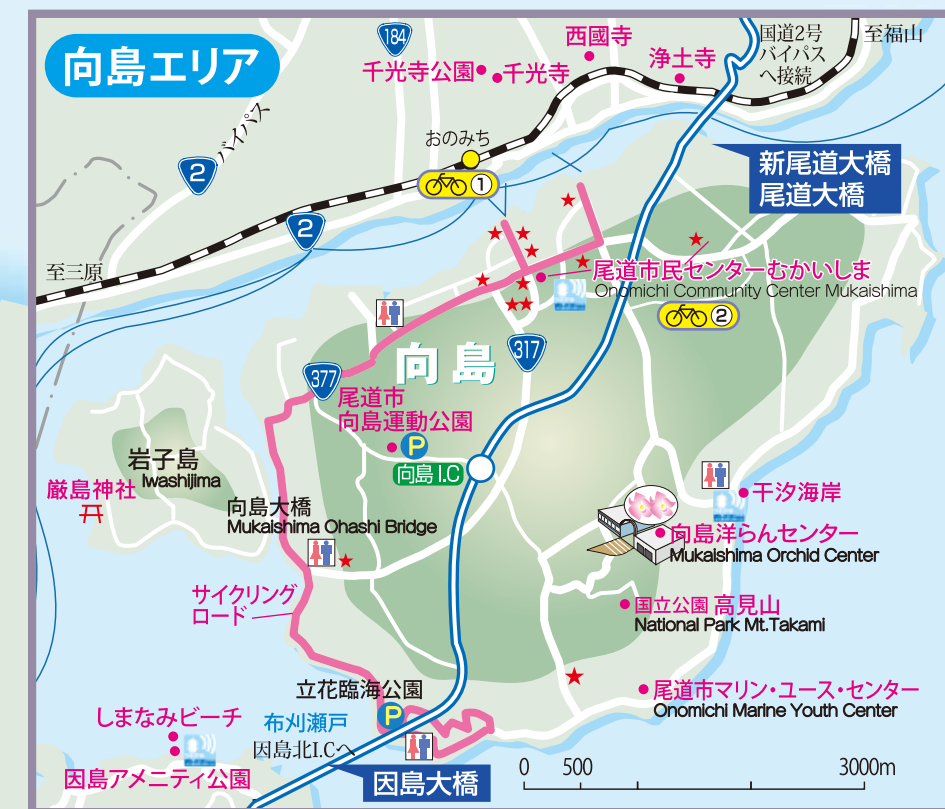 向島エリア
184
国道2号
バイパス
へ接続
至福山
西國寺
千光寺公園
千光寺
浄土寺
バイパス
2
おのみち
①
新尾道大橋
尾道大橋
2
至三原
尾道市民センターむかいしま
Onomichi Community Center Mukaishima
②
向島
317
377
尾道市
向島運動公園
P
向島I.C
岩子島
Iwashijima
厳島神社
向島大橋
Mukaishima Ohashi Bridge
干汐海岸
向島洋らんセンター
Mukaishima Orchid Center
サイクリング
ロード
国立公園 高見山
National Park Mt.Takami
立花臨海公園
P
尾道市マリン・ユース・センター
Onomichi Marine Youth Center
しまなみビーチ
布刈瀬戸
因島北I.Cへ
因島アメニティ公園
因島大橋
0 500 3000m